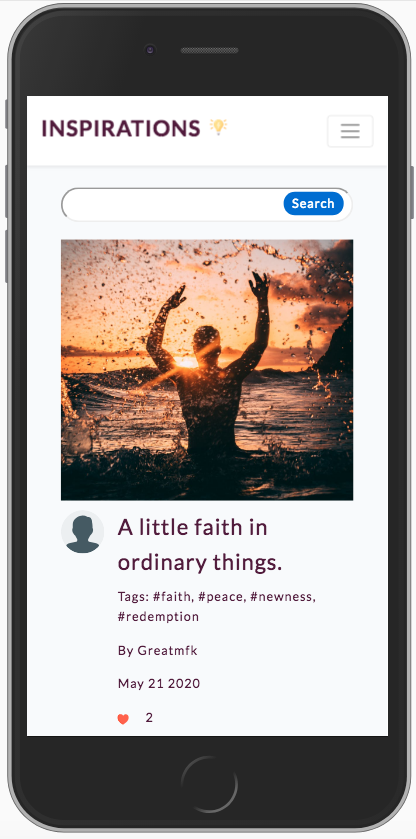 INSPIRATIONS 💡
Search
A little faith in
ordinary things.
Tags: #faith, #peace, #newness,
#redemption
By Greatmfk
May 21 2020
2